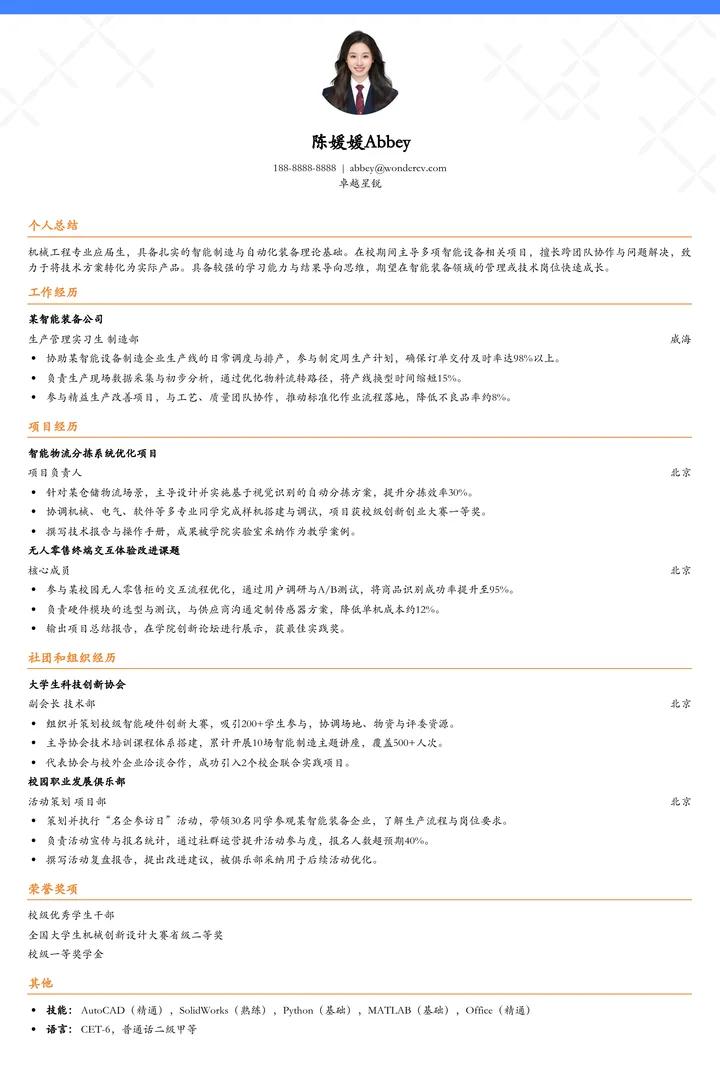 陈媛媛Abbey
188-8888-8888 | abbey@wondercv.com
卓越星锐
个人总结
机械工程专业应届生，具备扎实的智能制造与自动化装备理论基础。在校期间主导多项智能设备相关项目，擅长跨团队协作与问题解决，致
力于将技术方案转化为实际产品。具备较强的学习能力与结果导向思维，期望在智能装备领域的管理或技术岗位快速成长。
工作经历
某智能装备公司
生产管理实习生 制造部 威海
• 协助某智能设备制造企业生产线的日常调度与排产，参与制定周生产计划，确保订单交付及时率达98%以上。
• 负责生产现场数据采集与初步分析，通过优化物料流转路径，将产线换型时间缩短15%。
• 参与精益生产改善项目，与工艺、质量团队协作，推动标准化作业流程落地，降低不良品率约8%。
项目经历
智能物流分拣系统优化项目
项目负责人 北京
• 针对某仓储物流场景，主导设计并实施基于视觉识别的自动分拣方案，提升分拣效率30%。
• 协调机械、电气、软件等多专业同学完成样机搭建与调试，项目获校级创新创业大赛一等奖。
• 撰写技术报告与操作手册，成果被学院实验室采纳作为教学案例。
无人零售终端交互体验改进课题
核心成员 北京
• 参与某校园无人零售柜的交互流程优化，通过用户调研与A/B测试，将商品识别成功率提升至95%。
• 负责硬件模块的选型与测试，与供应商沟通定制传感器方案，降低单机成本约12%。
• 输出项目总结报告，在学院创新论坛进行展示，获最佳实践奖。
社团和组织经历
大学生科技创新协会
副会长 技术部 北京
• 组织并策划校级智能硬件创新大赛，吸引200+学生参与，协调场地、物资与评委资源。
• 主导协会技术培训课程体系搭建，累计开展10场智能制造主题讲座，覆盖500+人次。
• 代表协会与校外企业洽谈合作，成功引入2个校企联合实践项目。
校园职业发展俱乐部
活动策划 项目部 北京
• 策划并执行“名企参访日”活动，带领30名同学参观某智能装备企业，了解生产流程与岗位要求。
• 负责活动宣传与报名统计，通过社群运营提升活动参与度，报名人数超预期40%。
• 撰写活动复盘报告，提出改进建议，被俱乐部采纳用于后续活动优化。
荣誉奖项
校级优秀学生干部
全国大学生机械创新设计大赛省级二等奖
校级一等奖学金
其他
• 技能： AutoCAD（精通）, SolidWorks（熟练）, Python（基础）, MATLAB（基础）, Office（精通）
• 语言： CET-6，普通话二级甲等